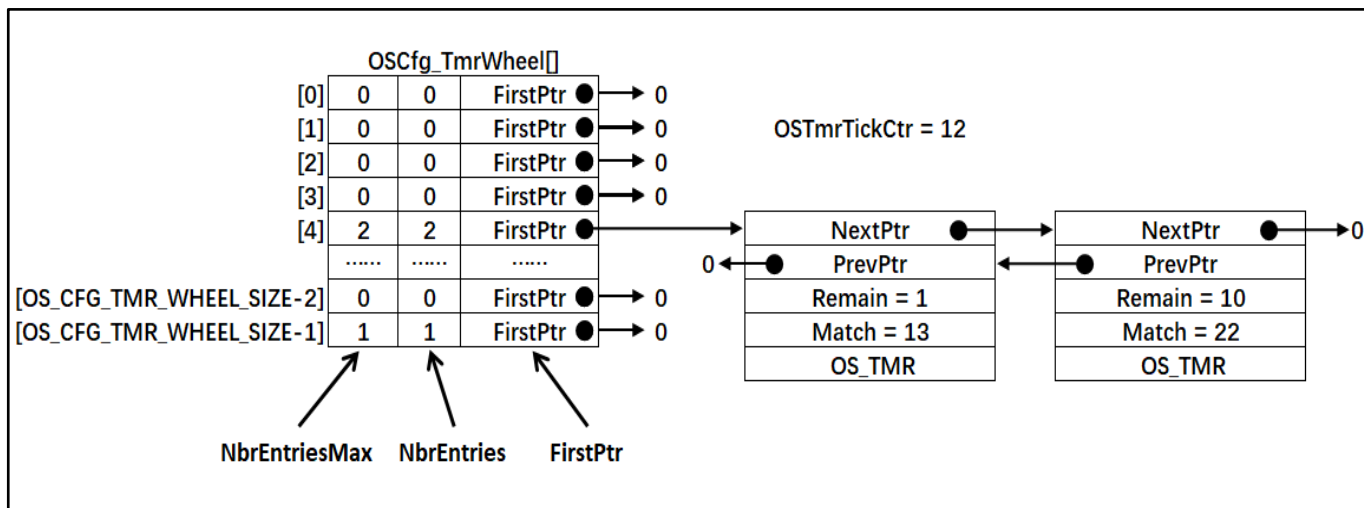 OSCfg_TmrWheel[]
[0] 0 0 FirstPtr 0
[1] 0 0 FirstPtr 0
OSTmrTickCtr = 12
[2] 0 0 FirstPtr 0
[3] 0 0 FirstPtr 0
[4] 2 2 FirstPtr NextPtr NextPtr 0
...... ...... ...... 0 PrevPtr PrevPtr
[OS_CFG_TMR_WHEEL_SIZE-2] 0 0 FirstPtr 0 Remain = 1 Remain = 10
[OS_CFG_TMR_WHEEL_SIZE-1] 1 1 FirstPtr 0 Match = 13 Match = 22
OS_TMR OS_TMR
NbrEntriesMax NbrEntries FirstPtr